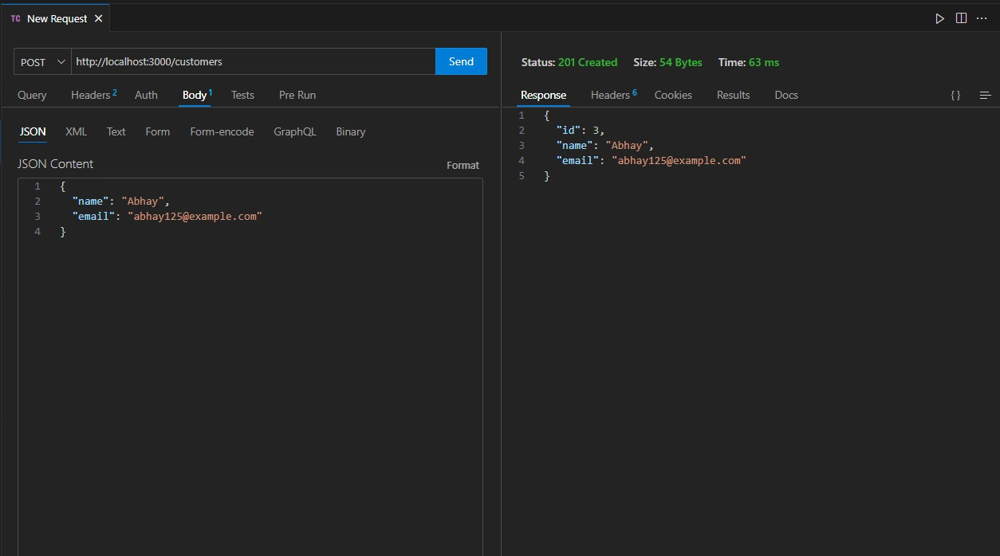 TC New Request
POST http://localhost:3000/customers Send
Query Headers 2 Auth Body 1 Tests Pre Run
JSON XML Text Form Form-encode GraphQL Binary
JSON Content Format
1 {
2 "name": "Abhay",
3 "email": "abhay125@example.com"
4 }
Status: 201 Created Size: 54 Bytes Time: 63 ms
Response Headers 6 Cookies Results Docs { }
1 {
2 "id": 3,
3 "name": "Abhay",
4 "email": "abhay125@example.com"
5 }